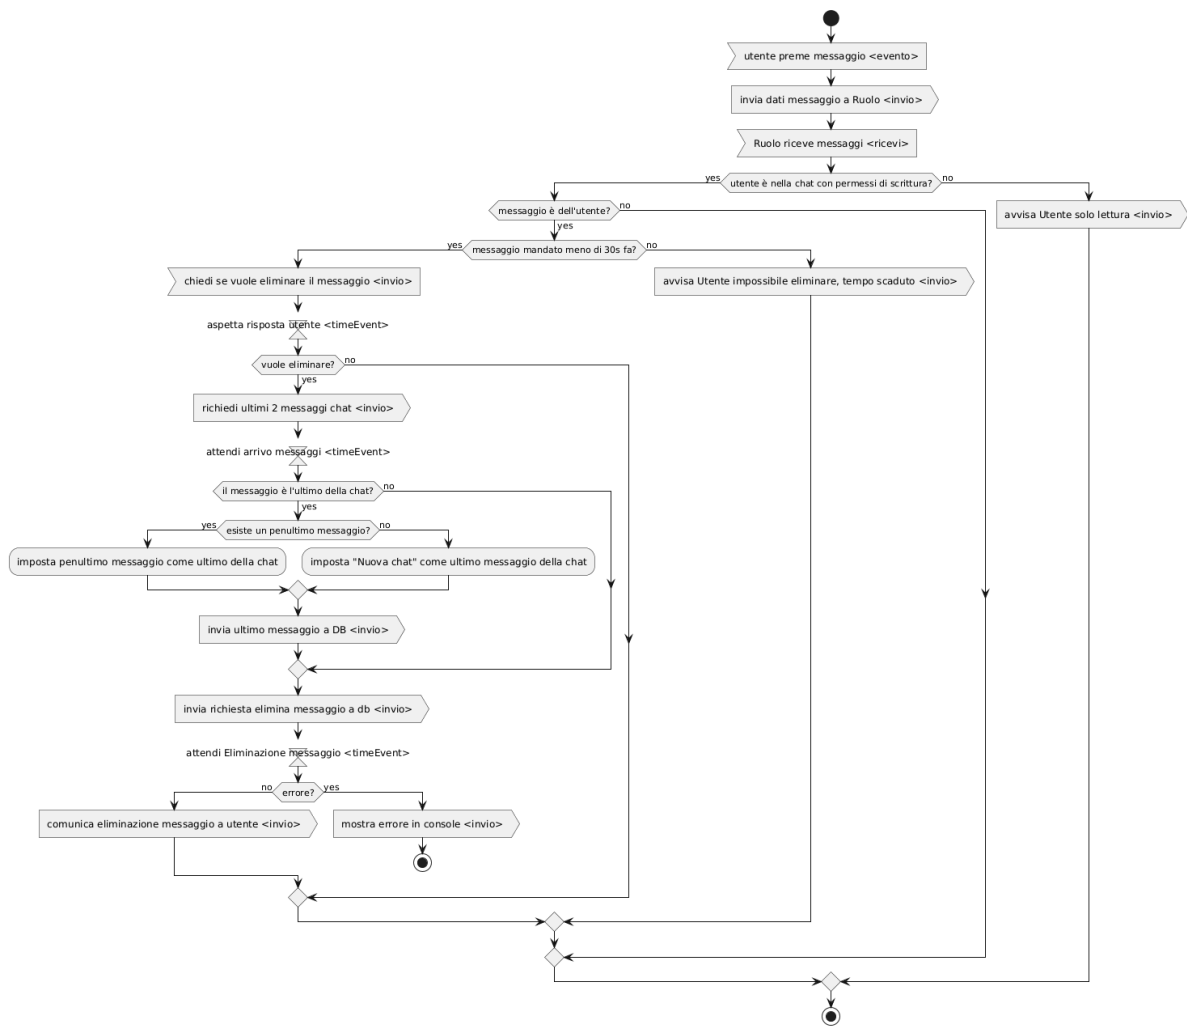 utente preme messaggio <evento>
invia dati messaggio a Ruolo <invio>
Ruolo riceve messaggi <ricevi>
yes
utente è nella chat con permessi di scrittura?
no
messaggio è dell'utente?
no
avvisa Utente solo lettura <invio>
yes
yes
messaggio mandato meno di 30s fa?
no
chiedi se vuole eliminare il messaggio <invio>
avvisa Utente impossibile eliminare, tempo scaduto <invio>
aspetta risposta utente <timeEvent>
vuole eliminare?
no
yes
richiedi ultimi 2 messaggi chat <invio>
attendi arrivo messaggi <timeEvent>
il messaggio è l'ultimo della chat?
no
yes
yes
esiste un penultimo messaggio?
no
imposta penultimo messaggio come ultimo della chat
imposta "Nuova chat" come ultimo messaggio della chat
invia ultimo messaggio a DB <invio>
invia richiesta elimina messaggio a db <invio>
attendi Eliminazione messaggio <timeEvent>
no
errore?
yes
comunica eliminazione messaggio a utente <invio>
mostra errore in console <invio>